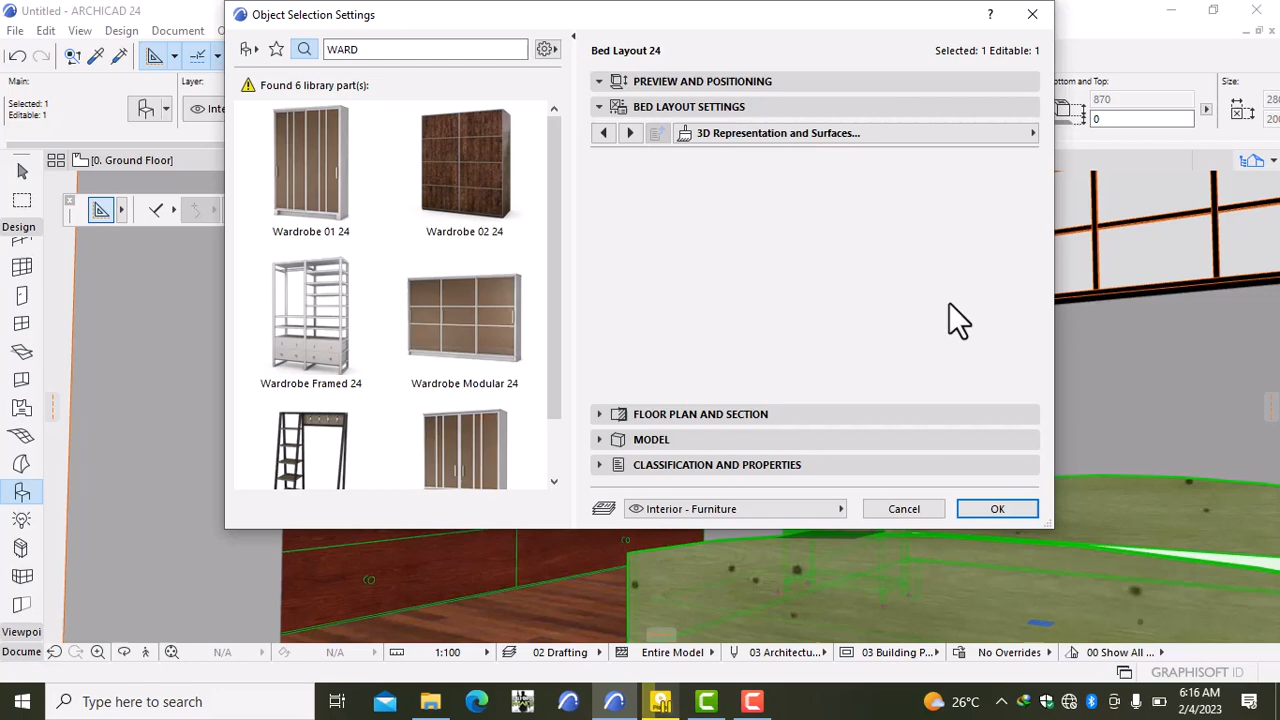 Untitled - ARCHICAD 24
File Edit View Design Document
Main:
Selected: 1
Editable: 1
Layer:
Object Selection Settings
WARD
Found 6 library part(s):
Wardrobe 01 24
Wardrobe 02 24
Wardrobe Framed 24
Wardrobe Modular 24
Bed Layout 24
Selected: 1 Editable: 1
PREVIEW AND POSITIONING
BED LAYOUT SETTINGS
3D Representation and Surfaces...
FLOOR PLAN AND SECTION
MODEL
CLASSIFICATION AND PROPERTIES
Interior - Furniture
Cancel
OK
ottom and Top:
870
0
Size:
[0. Ground Floor]
Design
Viewpoi
Docume
N/A
N/A
1:100
02 Drafting
Entire Model
03 Architectu...
03 Building P...
No Overrides
00 Show All ...
GRAPHISOFT ID
Type here to search
26°C
6:16 AM
2/4/2023